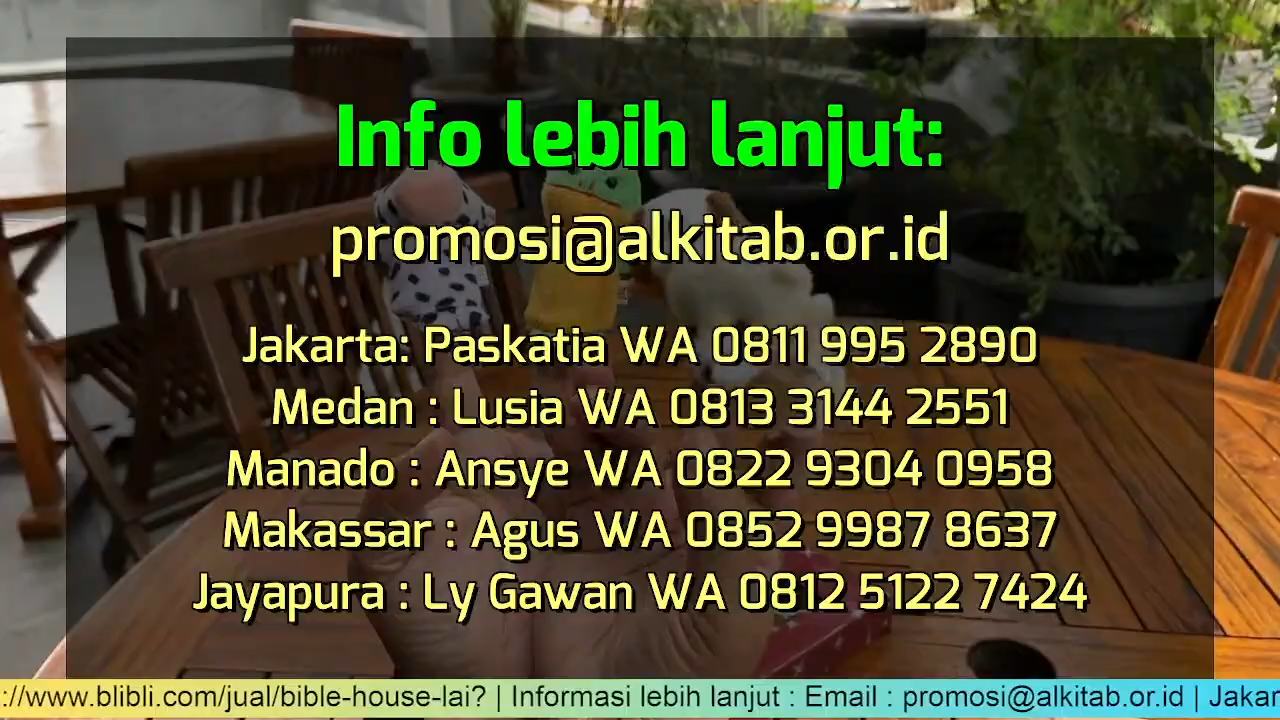 Info lebih lanjut:
promosi@alkitab.or.id
Jakarta: Paskatia WA 0811 995 2890
Medan : Lusia WA 0813 3144 2551
Manado : Ansye WA 0822 9304 0958
Makassar : Agus WA 0852 9987 8637
Jayapura : Ly Gawan WA 0812 5122 7424
://www.blibli.com/jual/bible-house-lai? | Informasi lebih lanjut : Email : promosi@alkitab.or.id | Jakar